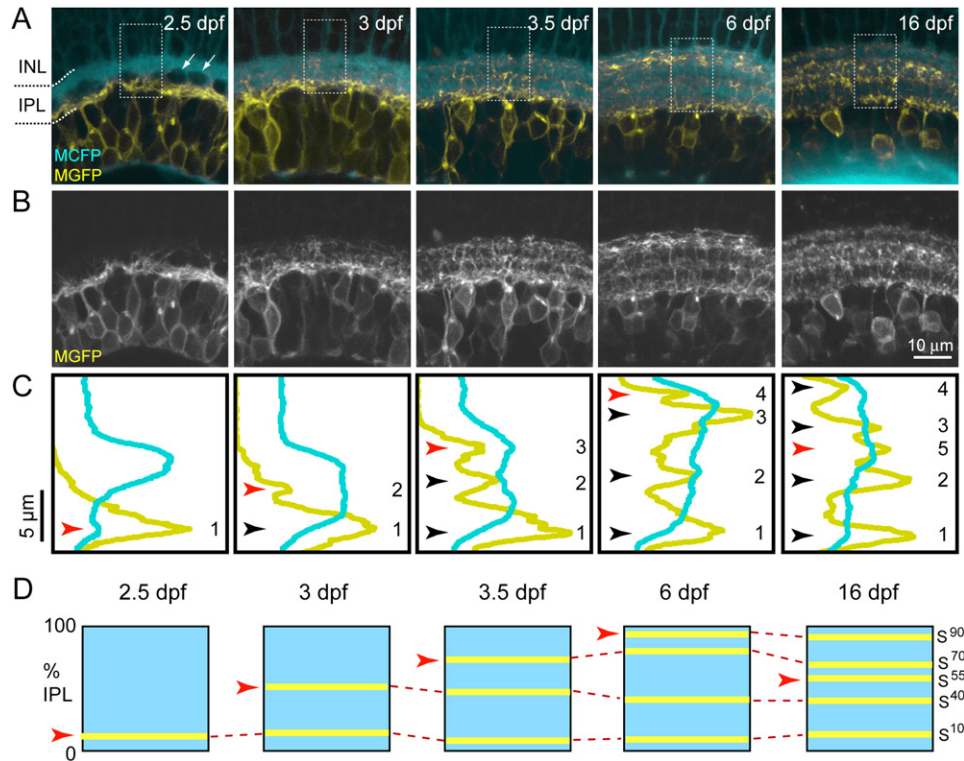 A
2.5 dpf
3 dpf
3.5 dpf
6 dpf
16 dpf
INL
IPL
MCFP
MGFP
B
MGFP
10 μm
C
5 μm
1
2
1
3
2
1
4
3
2
1
4
3
5
2
1
D
2.5 dpf
3 dpf
3.5 dpf
6 dpf
16 dpf
100
%
IPL
0
S90
S70
S55
S40
S10